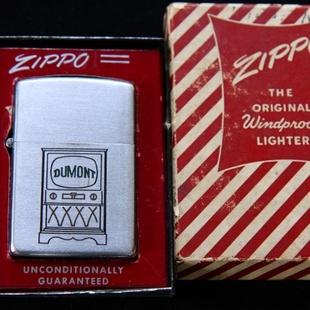 ZIPPO
DUMONT
UNCONDITIONALLY
GUARANTEED
ZIPPO
THE
ORIGINAL
Windproof
LIGHTER